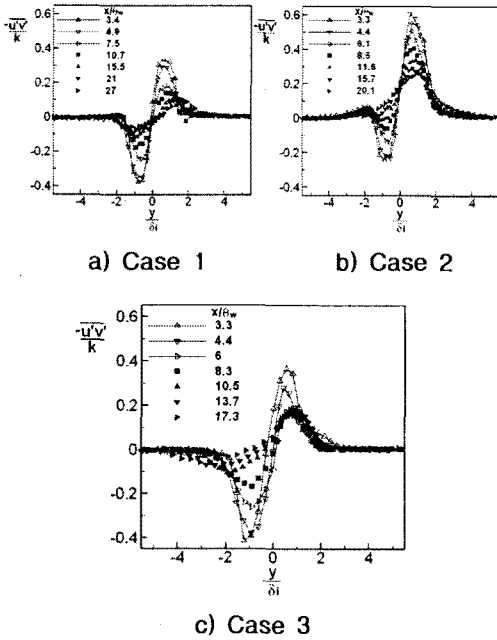 x/θw
-u'v'
k
3.4
4.9
7.5
10.7
15.5
21
27
0.6
0.4
0.2
0
-0.2
-0.4
-4 -2 0 2 4
y
δi
a) Case 1
x/θw
-u'v'
k
3.3
4.4
6.1
15.7
20.1
0.6
0.4
0.2
0
-0.2
-0.4
-4 -2 0 2 4
y
δi
b) Case 2
x/θw
-u'v'
k
3.3
4.4
6
8.3
10.5
13.7
17.3
0.6
0.4
0.2
0
-0.2
-0.4
-4 -2 0 2 4
y
δi
c) Case 3